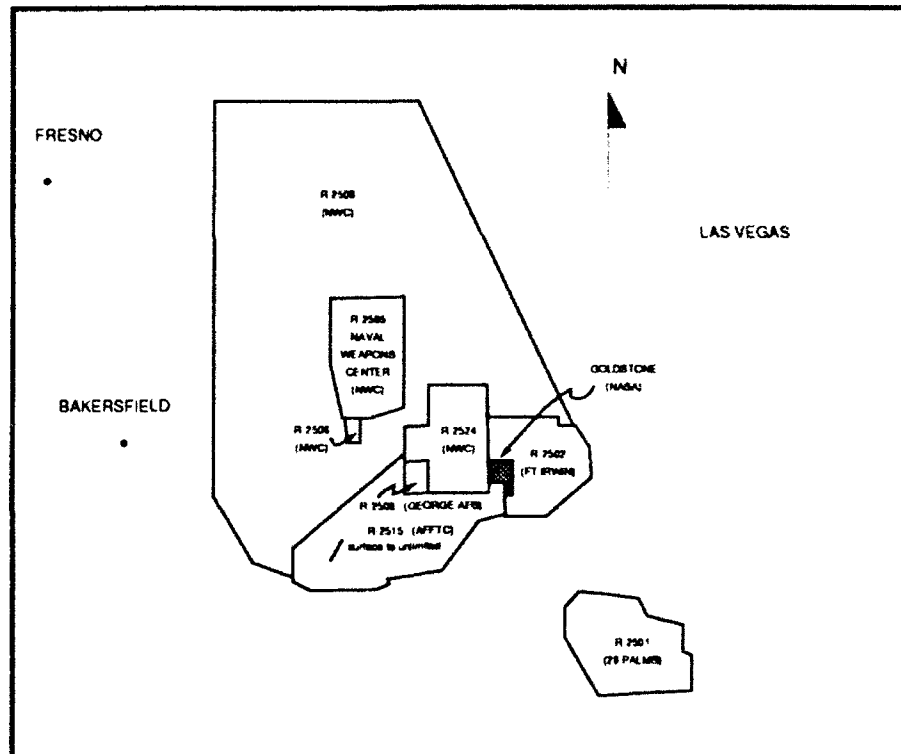 N
FRESNO
R 2508
(NWC)
LAS VEGAS
R 2505
NAVAL
WEAPONS
CENTER
(NWC)
GOLDSTONE
(NASA)
BAKERSFIELD
R 2506
(NWC)
R 2524
(NWC)
R 2502
(FT IRWIN)
R 2508 (GEORGE AFB)
R 2515 (AFFTC)
surface to unlimited
R 2501
(29 PALMS)